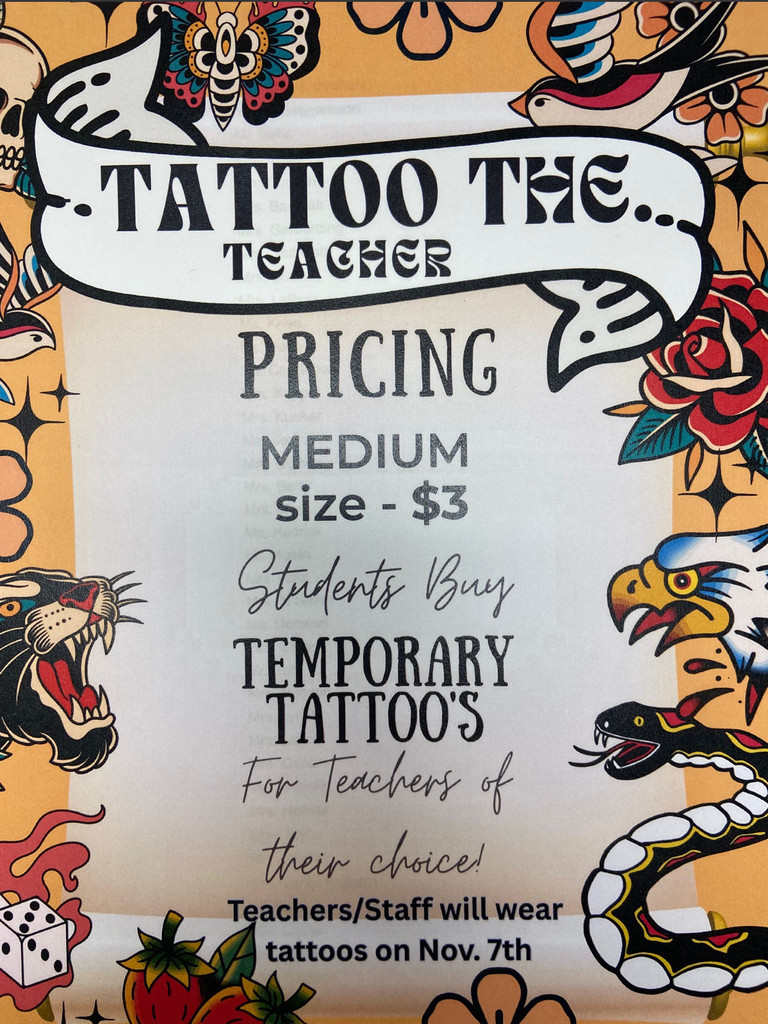 TATTOO THE...
TEACHER
PRICING
MEDIUM
size - $3
Students Buy
TEMPORARY
TATTOO'S
For Teachers of
their choice!
Teachers/Staff will wear
tattoos on Nov. 7th